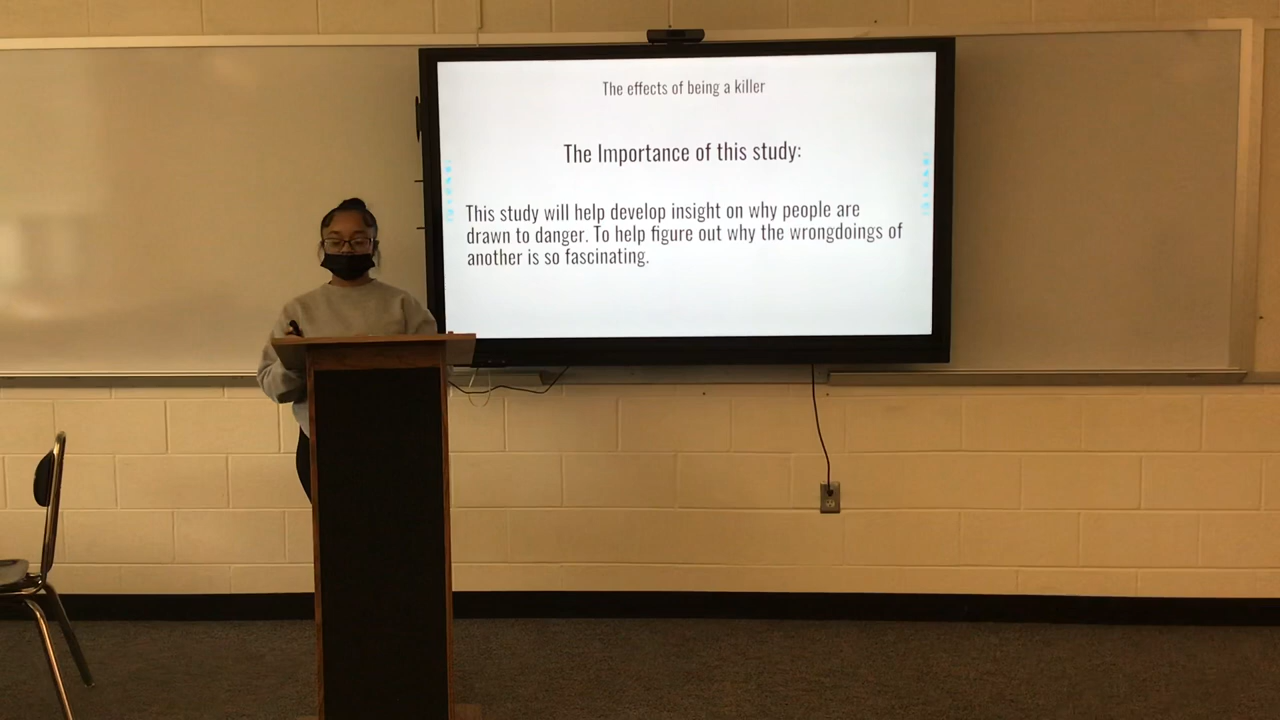 The effects of being a killer
The Importance of this study:
This study will help develop insight on why people are
drawn to danger. To help figure out why the wrongdoings of
another is so fascinating.